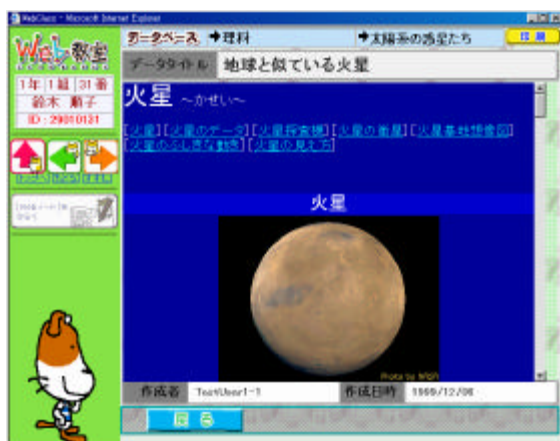 WebClass - Microsoft Internet Explorer
データベース ➜理科 ➜太陽系の惑星たち 印刷
Web教室
データタイトル 地球と似ている火星
1年 1組 31番
鈴木 順子
ID : 29010131
火星 ～かせい～
[火星][火星のデータ][火星探査機][火星の衛星][火星基地想像図]
[火星のふしぎな動き][火星の見え方]
火星
Photo by NASA
作成者 TestUser1-1 作成日時 1999/12/06
戻る